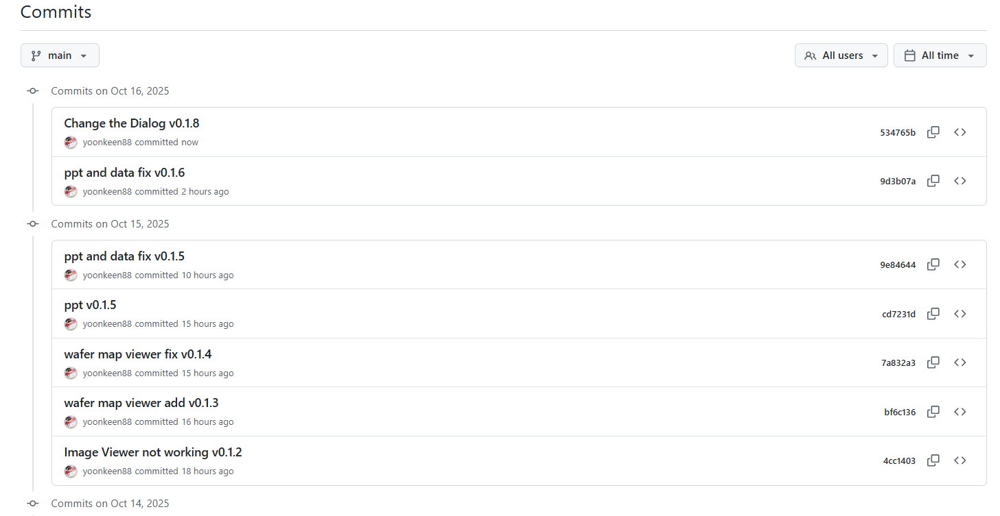 Commits
main
All users
All time
Commits on Oct 16, 2025
Change the Dialog v0.1.8
534765b
yoonkeen88 committed now
ppt and data fix v0.1.6
9d3b07a
yoonkeen88 committed 2 hours ago
Commits on Oct 15, 2025
ppt and data fix v0.1.5
9e84644
yoonkeen88 committed 10 hours ago
ppt v0.1.5
cd7231d
yoonkeen88 committed 15 hours ago
wafer map viewer fix v0.1.4
7a832a3
yoonkeen88 committed 15 hours ago
wafer map viewer add v0.1.3
bf6c136
yoonkeen88 committed 16 hours ago
Image Viewer not working v0.1.2
4cc1403
yoonkeen88 committed 18 hours ago
Commits on Oct 14, 2025